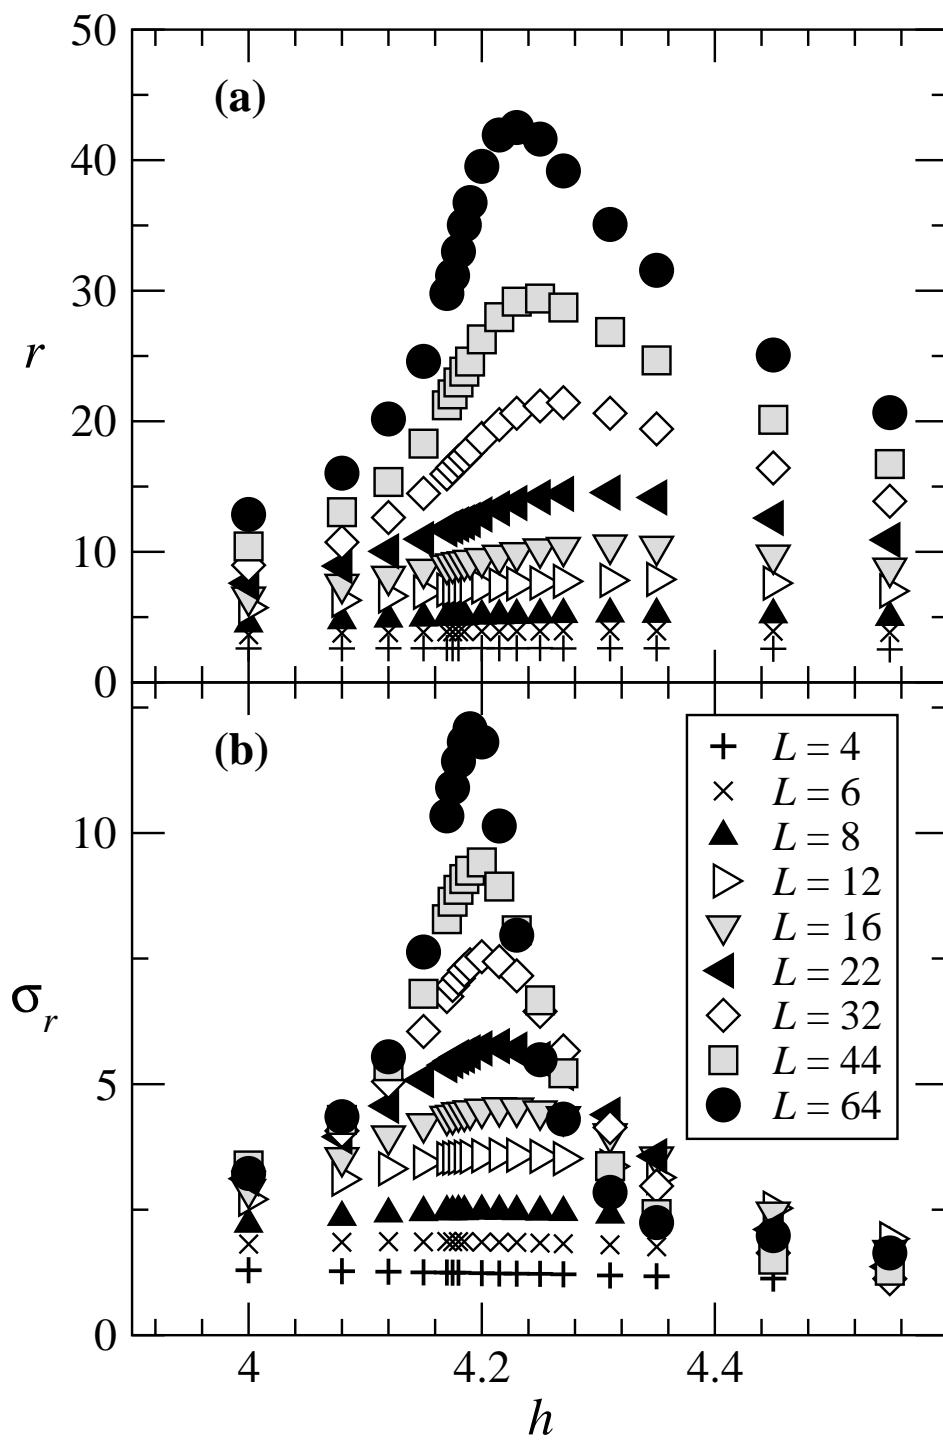 50
(a)
40
30
r
20
10
0
(b)
L = 4
L = 6
10
L = 8
L = 12
L = 16
L = 22
σr
L = 32
L = 44
5
L = 64
0
4 4.2 4.4
h